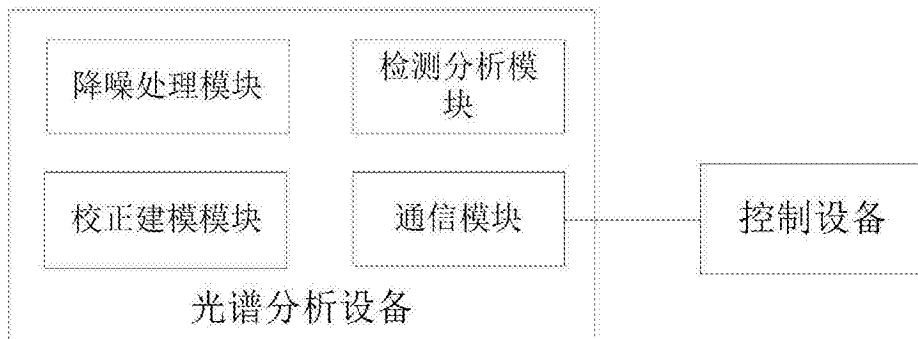 降噪处理模块
检测分析模
块
校正建模模块
通信模块
控制设备
光谱分析设备